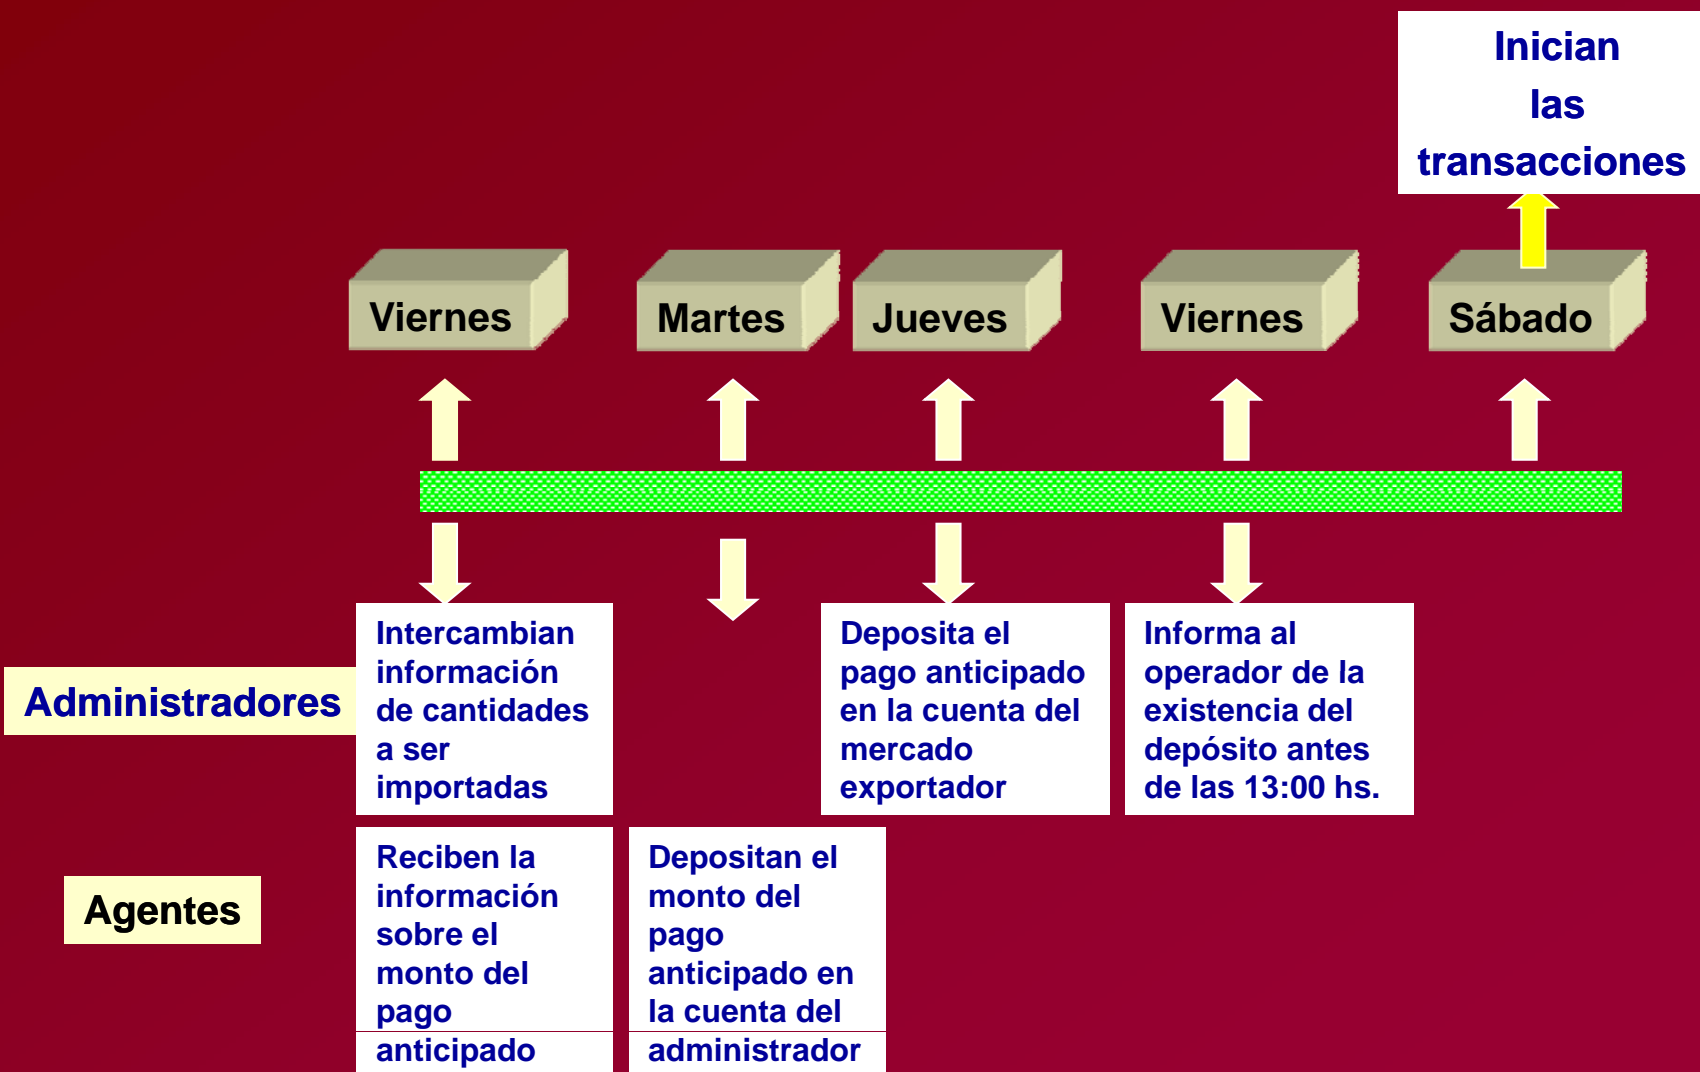 Inician
las
transacciones
Viernes
Martes
Jueves
Viernes
Sábado
Administradores
Intercambian
información
de cantidades
a ser
importadas
Deposita el
pago anticipado
en la cuenta del
mercado
exportador
Informa al
operador de la
existencia del
depósito antes
de las 13:00 hs.
Agentes
Reciben la
información
sobre el
monto del
pago
anticipado
Depositan el
monto del
pago
anticipado en
la cuenta del
administrador